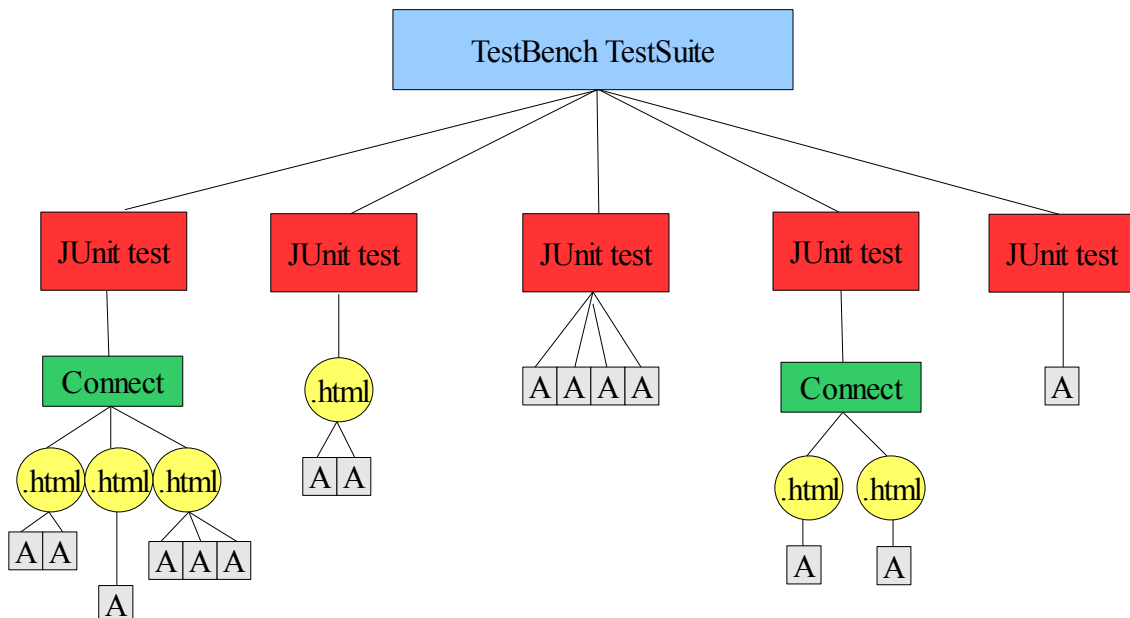 TestBench TestSuite
JUnit test
JUnit test
JUnit test
JUnit test
JUnit test
Connect
.html
A A A A
Connect
A
.html .html .html
A A
.html .html
A A
A A A
A
A
A